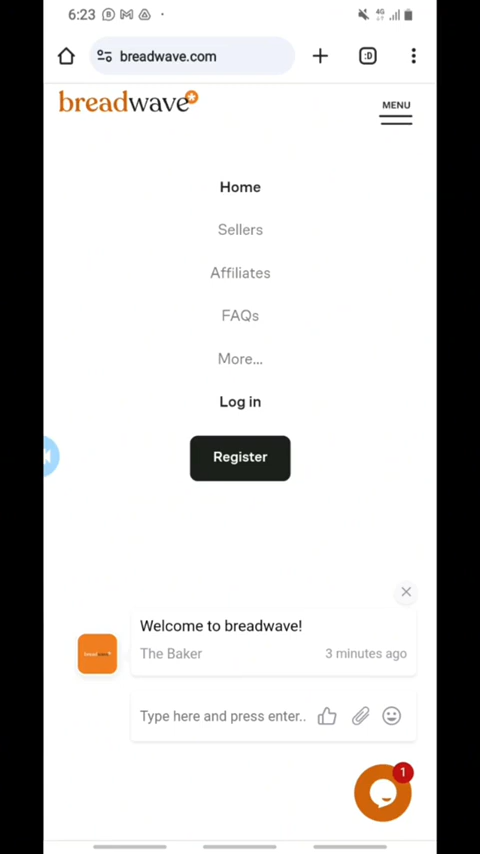 6:23
4G
breadwave.com
:D
breadwave
MENU
Home
Sellers
Affiliates
FAQs
More...
Log in
Register
Welcome to breadwave!
The Baker
3 minutes ago
Type here and press enter..
1